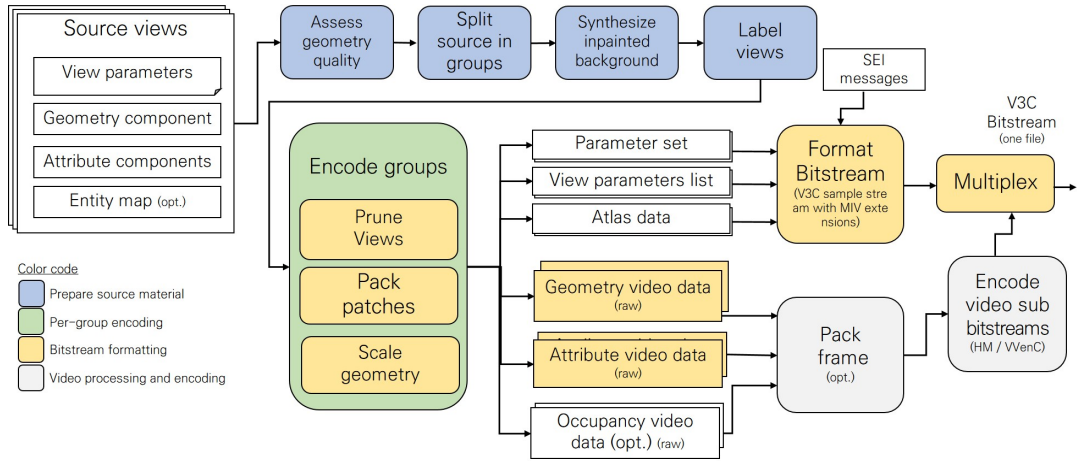 Source views
View parameters
Geometry component
Attribute components
Entity map (opt.)
Assess
geometry
quality
Split
source in
groups
Synthesize
inpainted
background
Label
views
SEI
messages
V3C
Bitstream
(one file)
Encode groups
Prune
Views
Pack
patches
Scale
geometry
Parameter set
View parameters list
Atlas data
Geometry video data
(raw)
Attribute video data
(raw)
Occupancy video
data (opt.) (raw)
Format
Bitstream
(V3C sample stre
am with MIV exte
nsions)
Multiplex
Pack
frame
(opt.)
Encode
video sub
bitstreams
(HM / VVenC)
Color code
Prepare source material
Per-group encoding
Bitstream formatting
Video processing and encoding